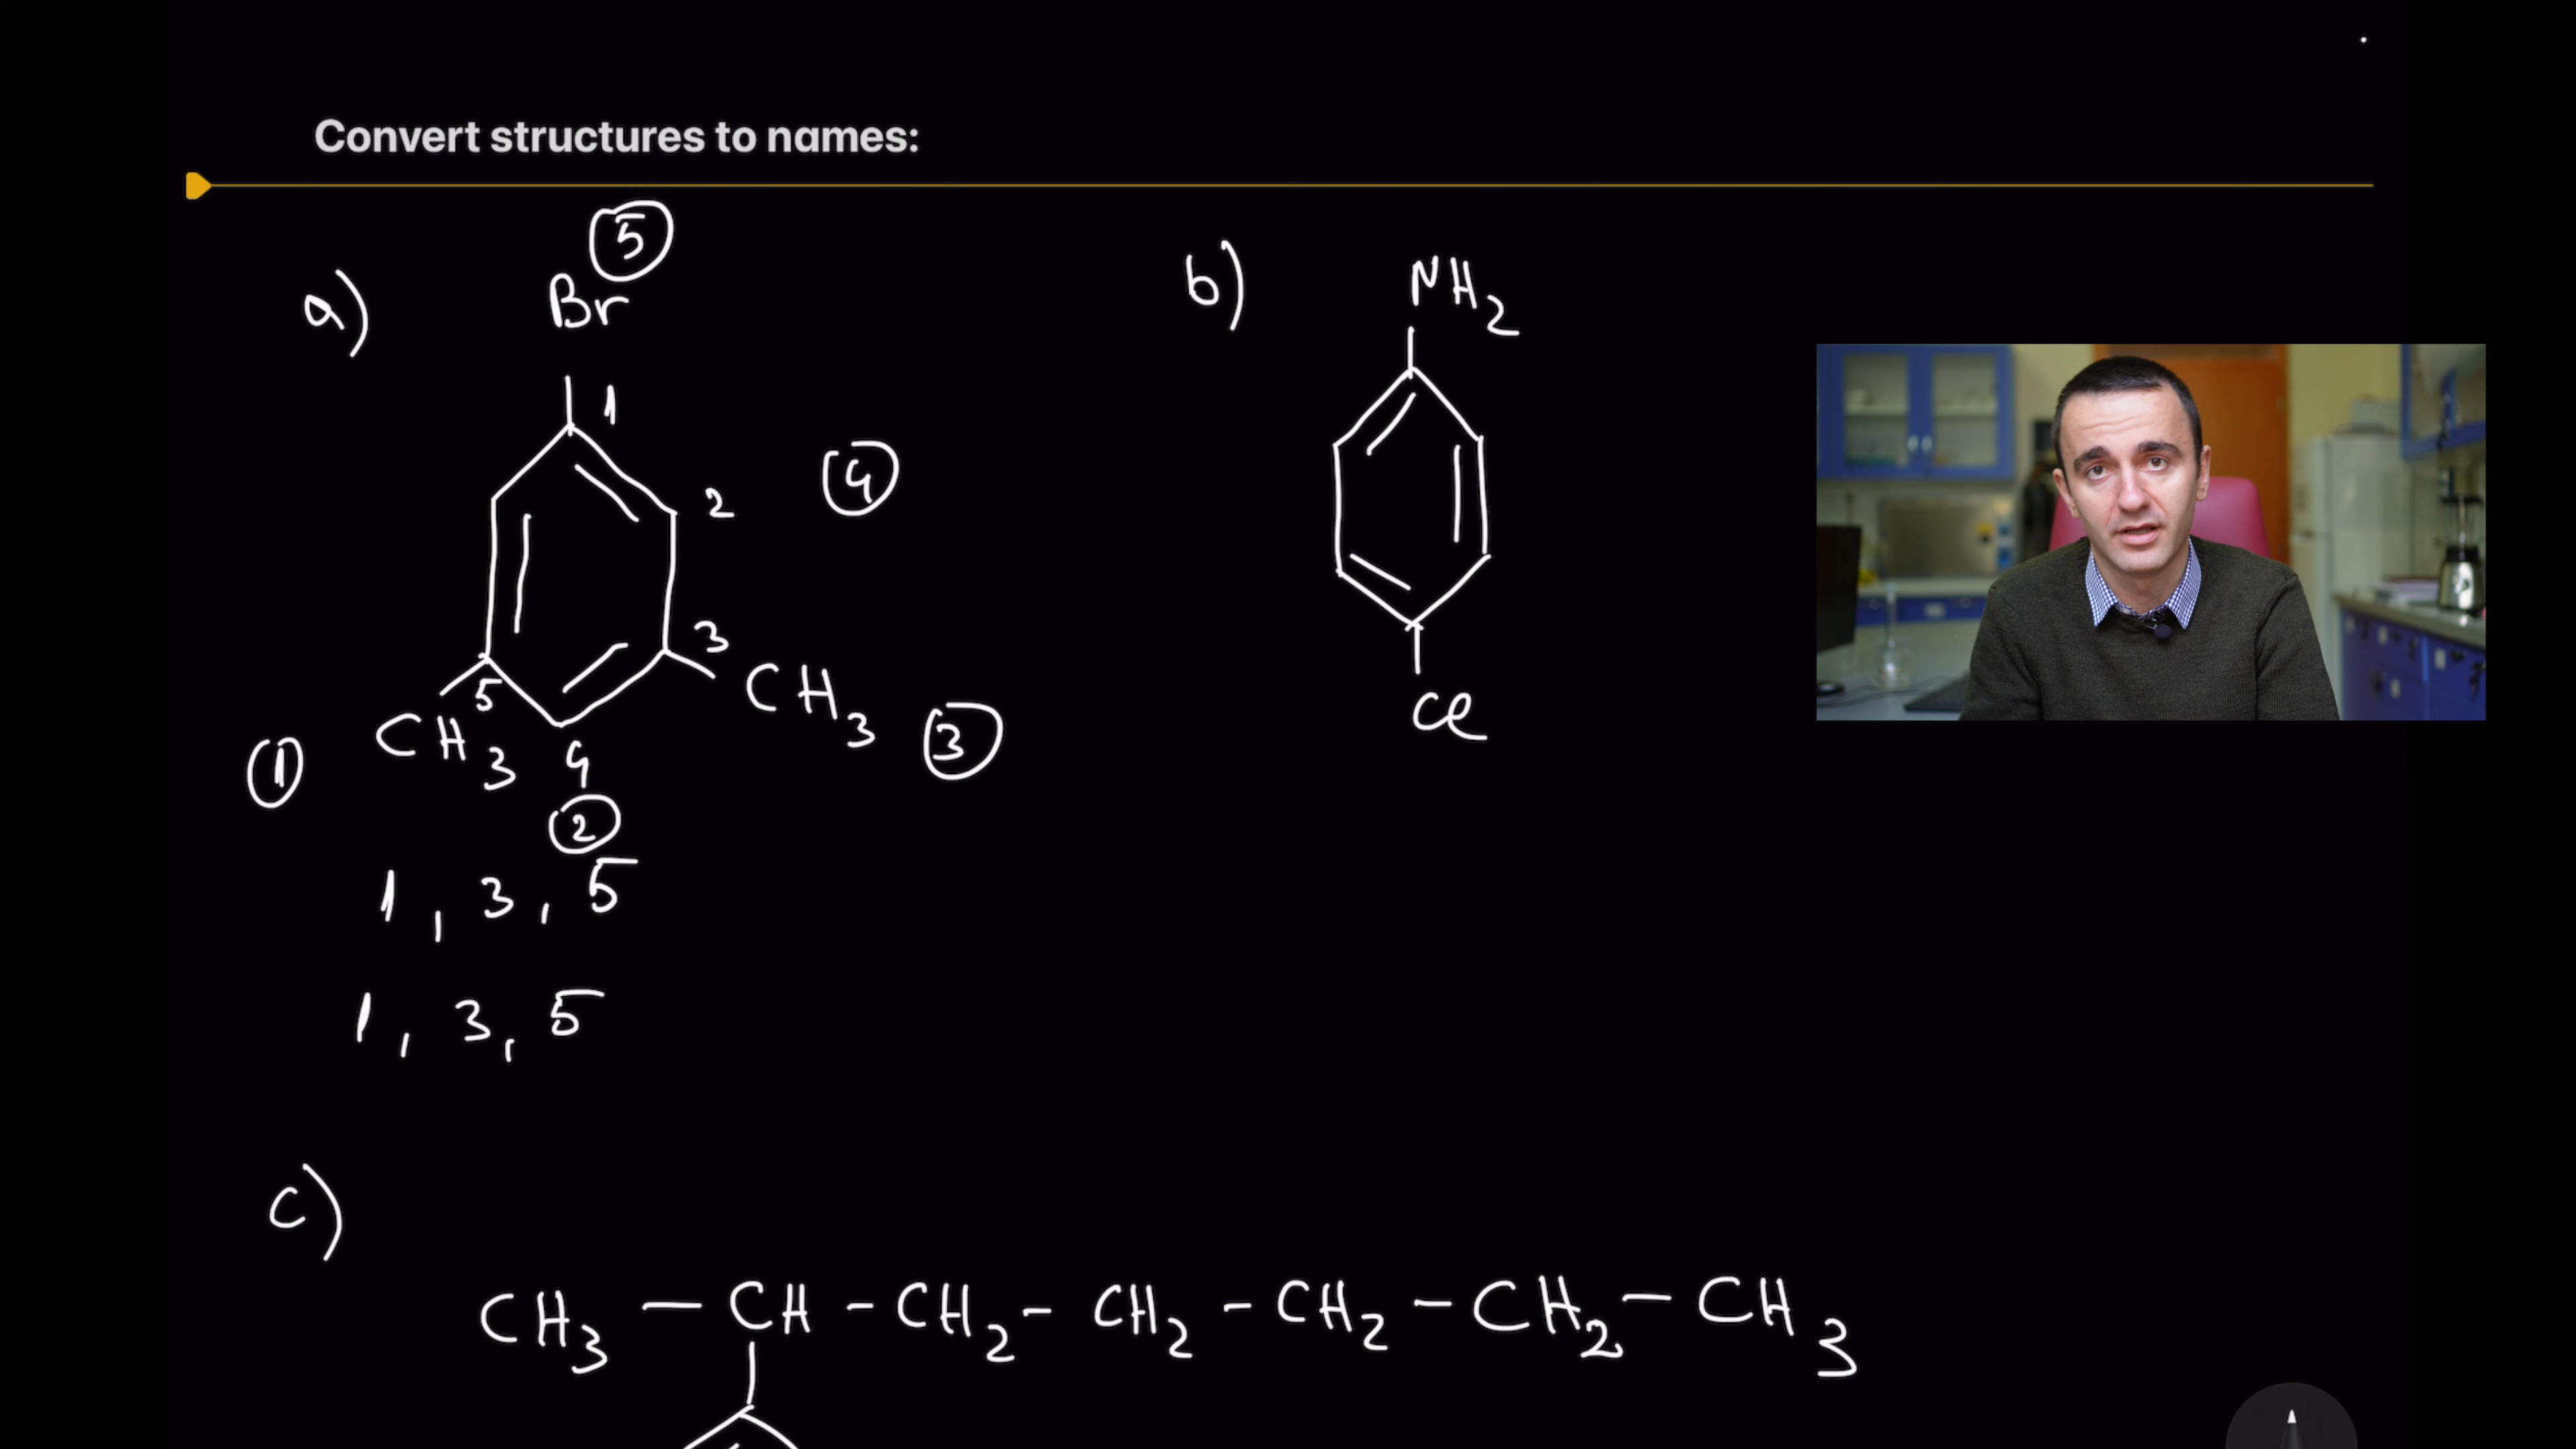 Convert structures to names:
a)
⑤
Br
1
2
④
3
CH3
③
5
CH3
①
4
②
1, 3, 5
1, 3, 5
b)
NH2
Cl
c)
CH3 – CH – CH2 – CH2 – CH2 – CH2 – CH3